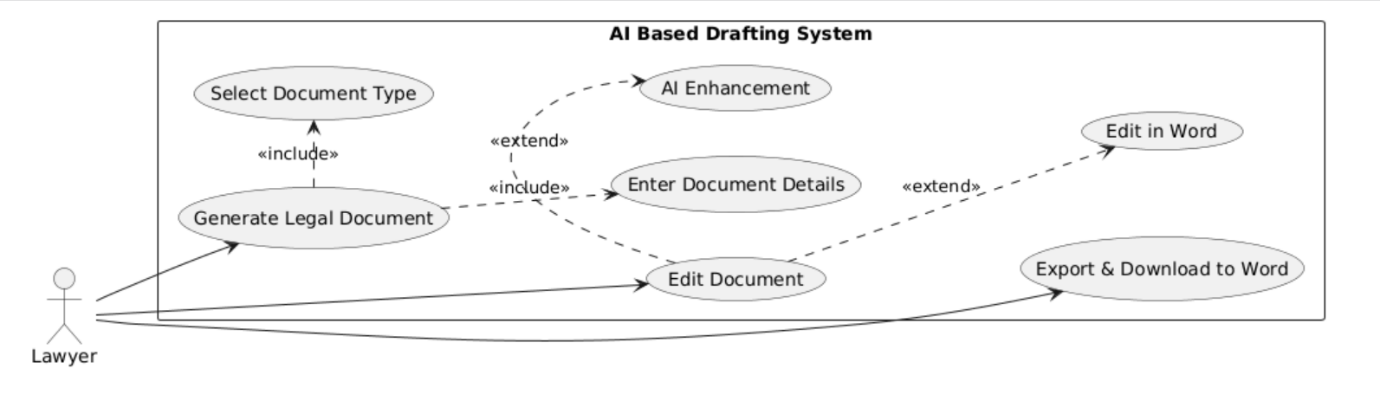 AI Based Drafting System
Select Document Type
AI Enhancement
Edit in Word
«extend»
«include»
«include»
Enter Document Details
«extend»
Generate Legal Document
Edit Document
Export & Download to Word
Lawyer